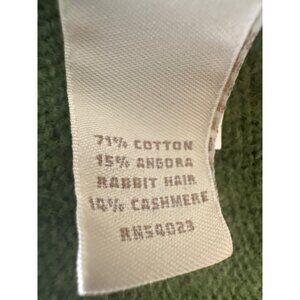 71% COTTON
15% ANGORA
RABBIT HAIR
14% CASHMERE
RN54023